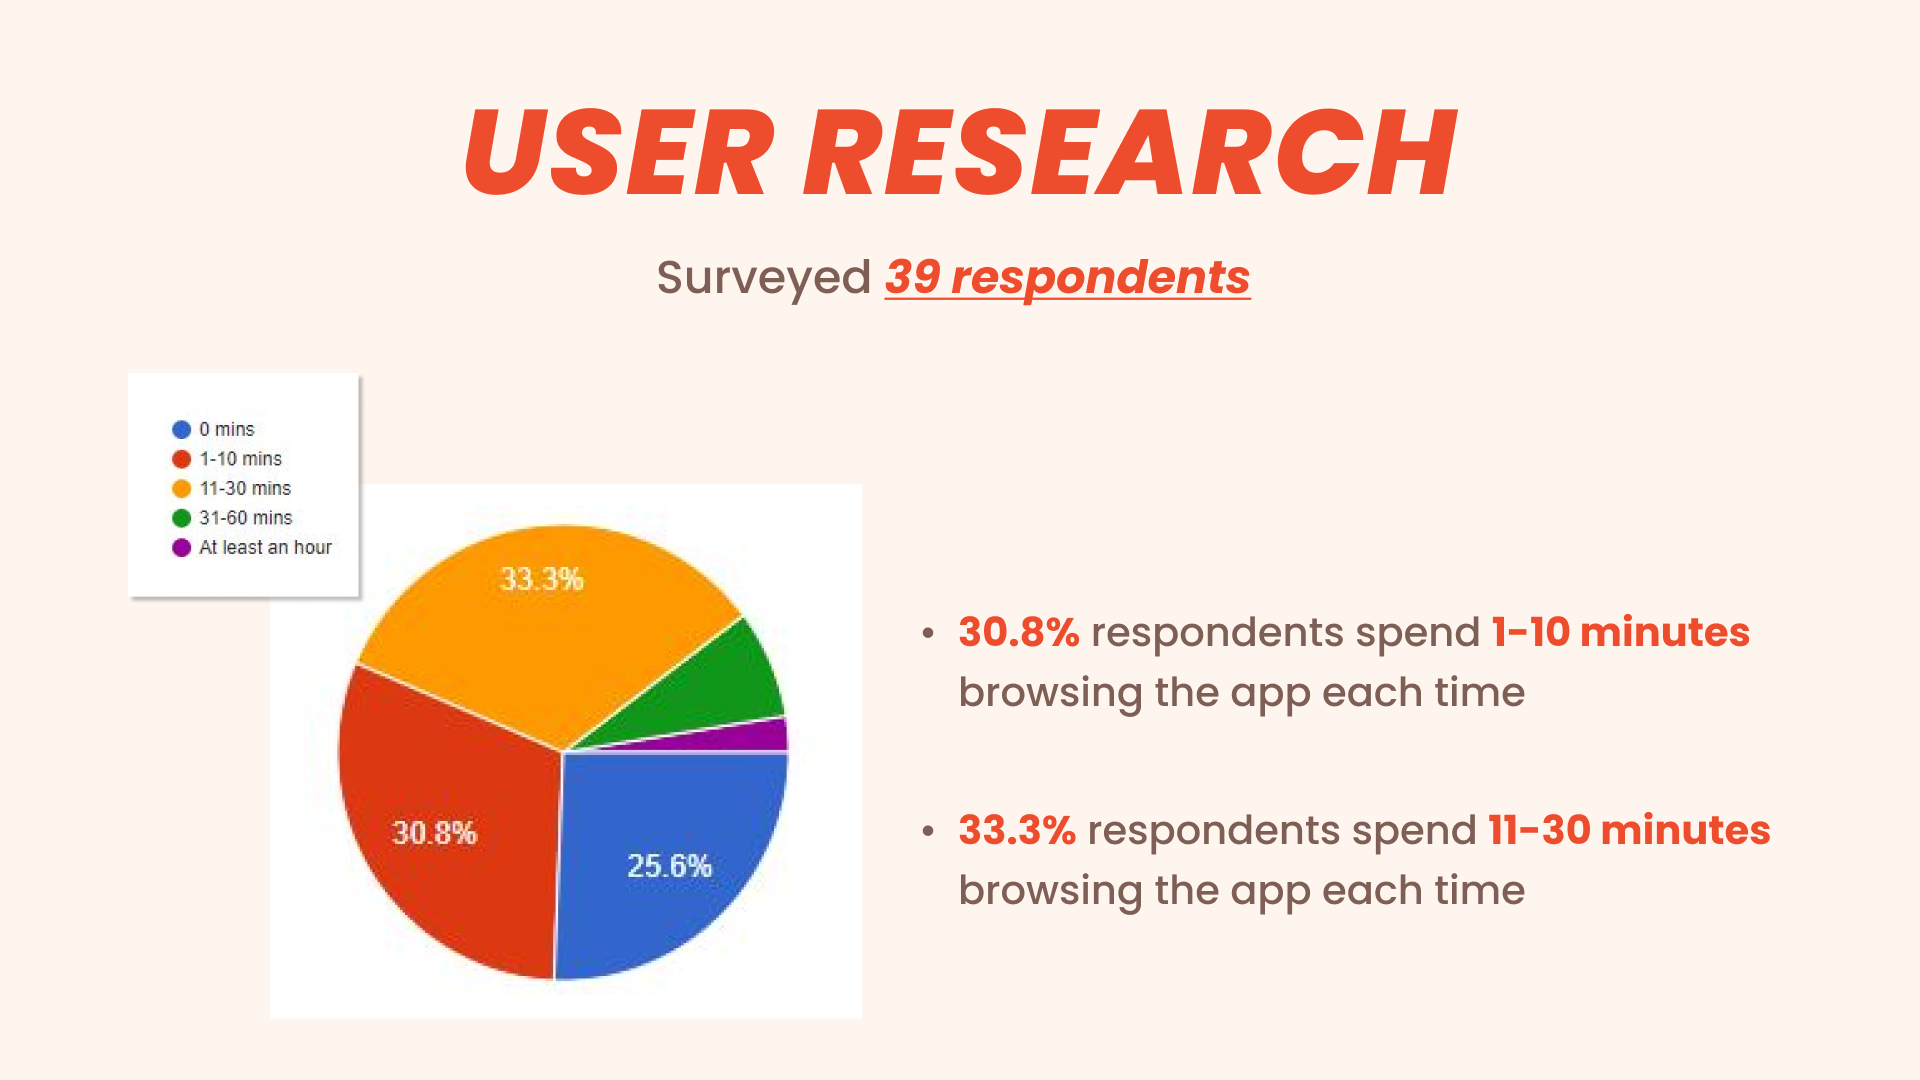 USER RESEARCH
Surveyed 39 respondents
0 mins
1-10 mins
11-30 mins
31-60 mins
At least an hour
33.3%
30.8%
25.6%
• 30.8% respondents spend 1-10 minutes
browsing the app each time
• 33.3% respondents spend 11-30 minutes
browsing the app each time